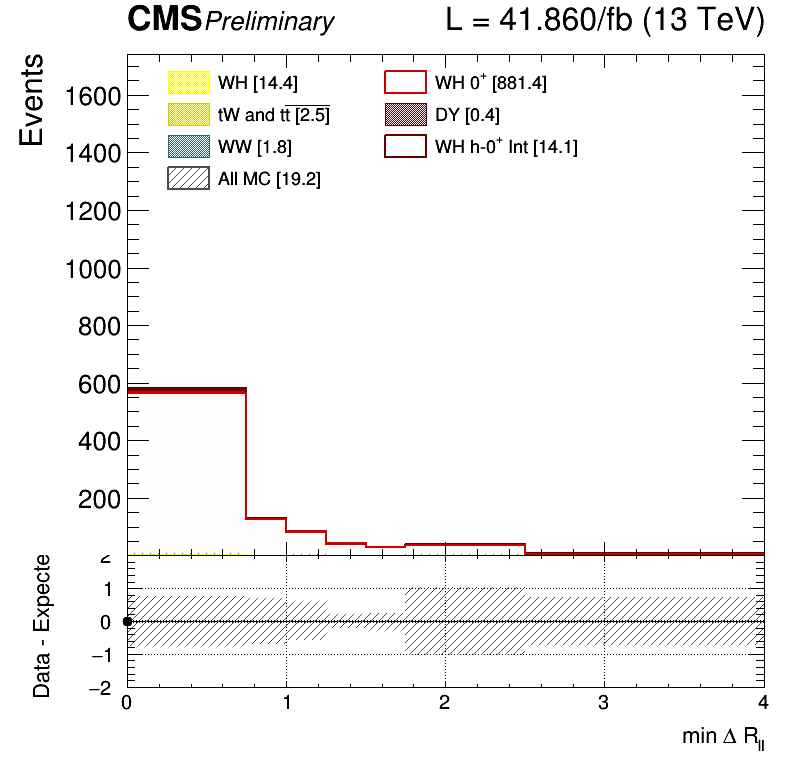 CMS Preliminary L = 41.860/fb (13 TeV)
Events
WH [14.4] WH 0+ [881.4]
tW and tt [2.5] DY [0.4]
WW [1.8] WH h-0+ Int [14.1]
All MC [19.2]
1600
1400
1200
1000
800
600
400
200
Data - Expecte
2
1
0
−1
−2
0 1 2 3 4
min Δ Rll